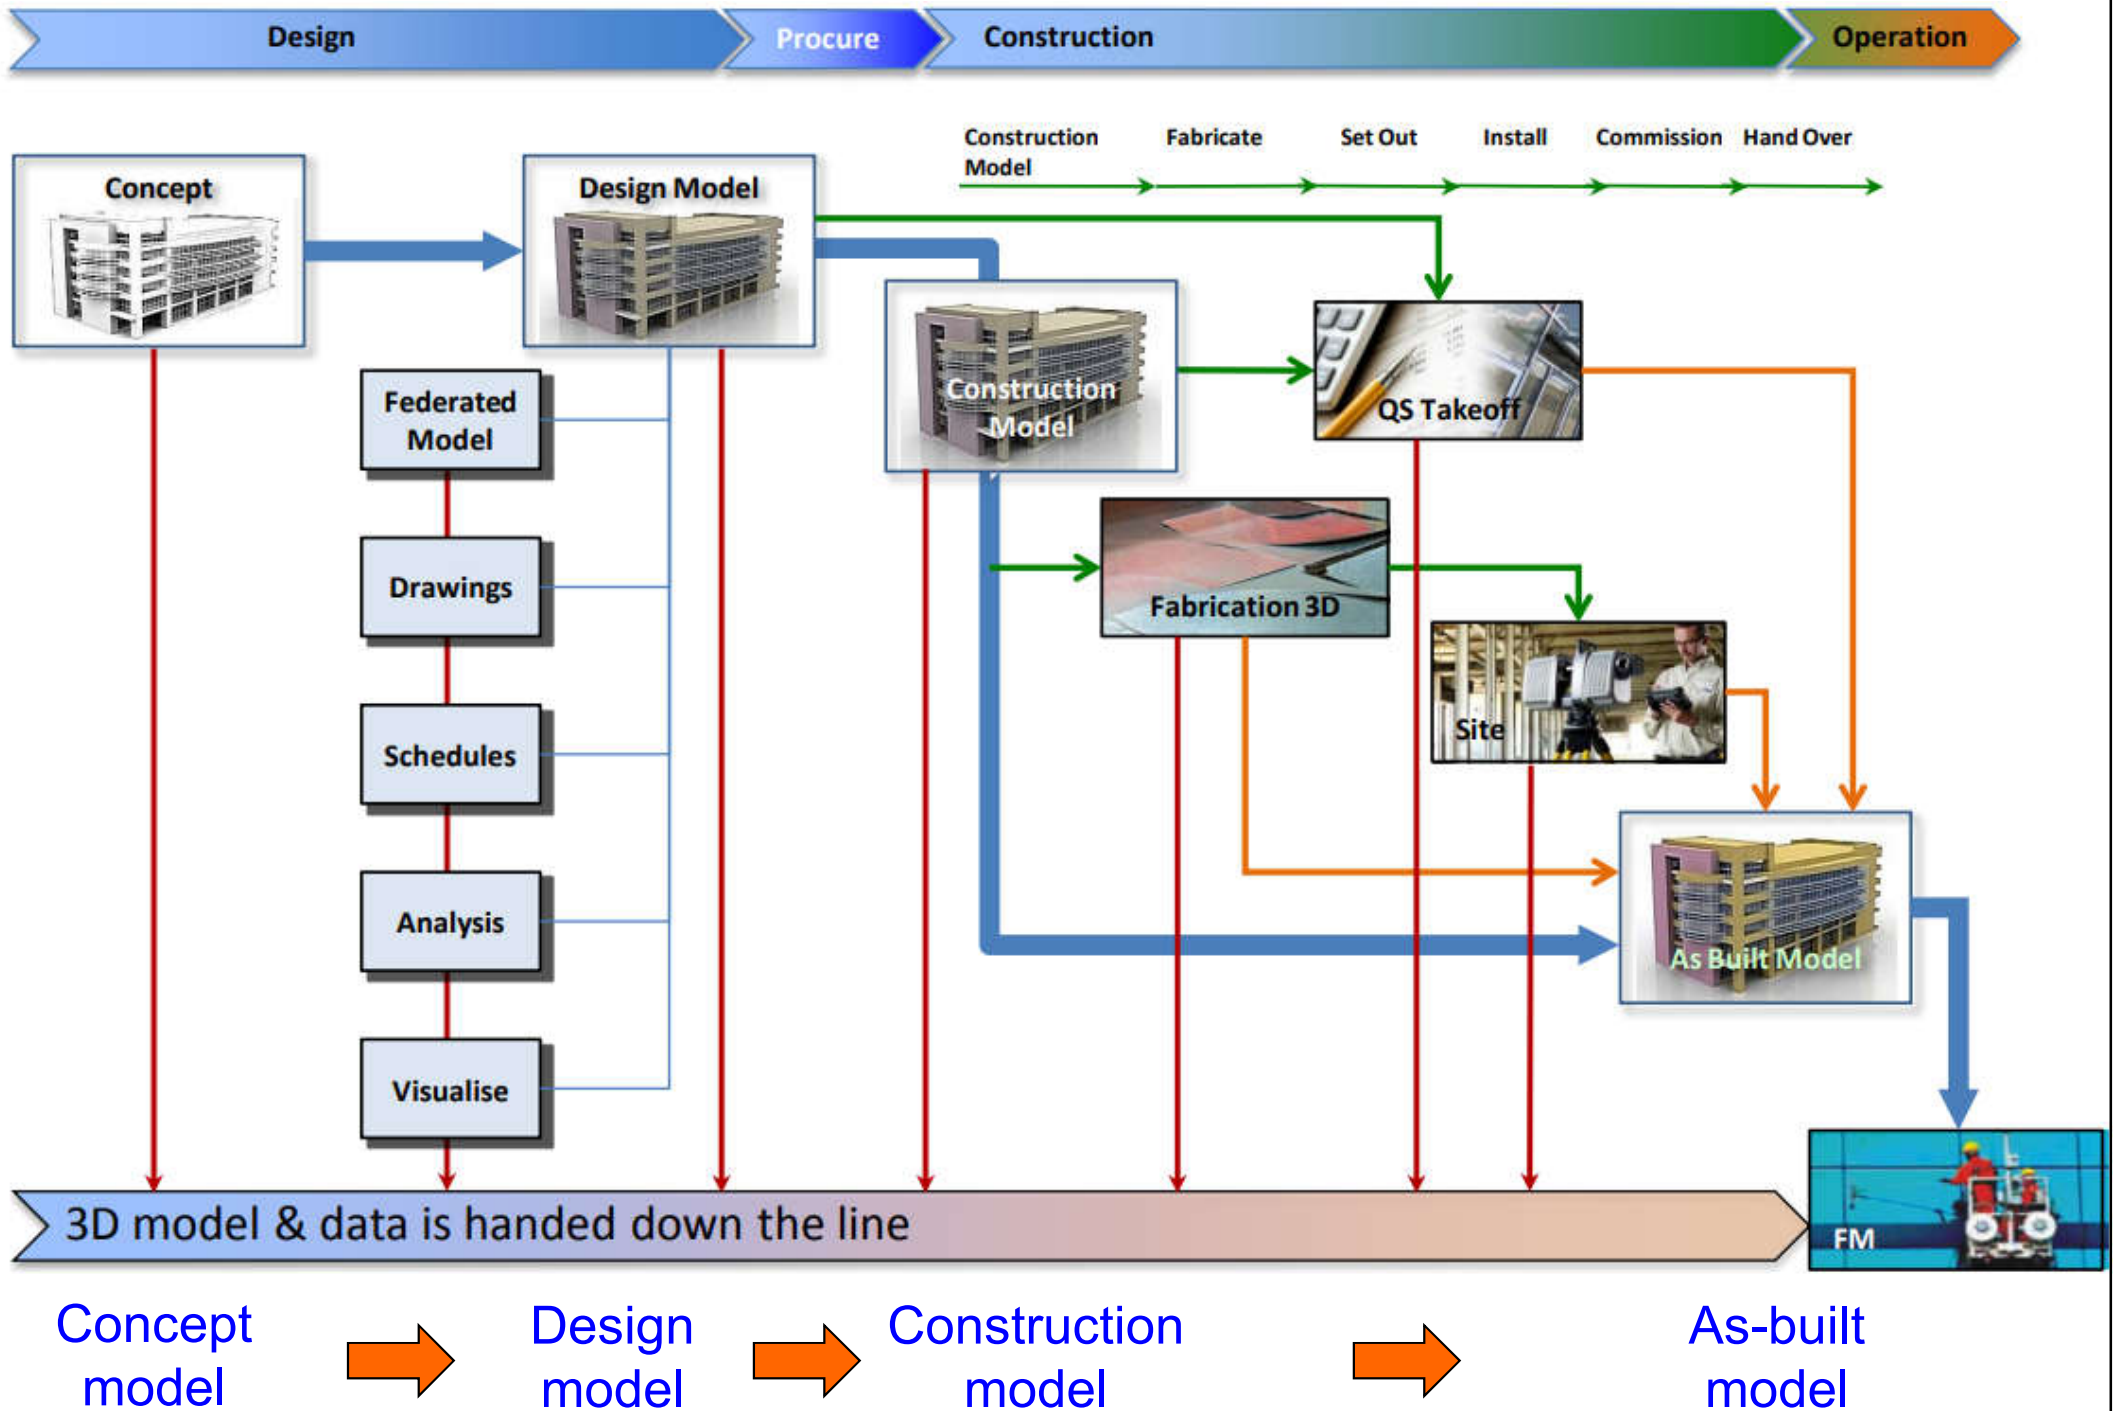 Design
Procure
Construction
Operation
Construction
Model
Fabricate
Set Out
Install
Commission
Hand Over
Concept
Design Model
Construction
Model
QS Takeoff
Federated
Model
Drawings
Fabrication 3D
Schedules
Site
Analysis
As Built Model
Visualise
3D model & data is handed down the line
FM
Concept
model
Design
model
Construction
model
As-built
model